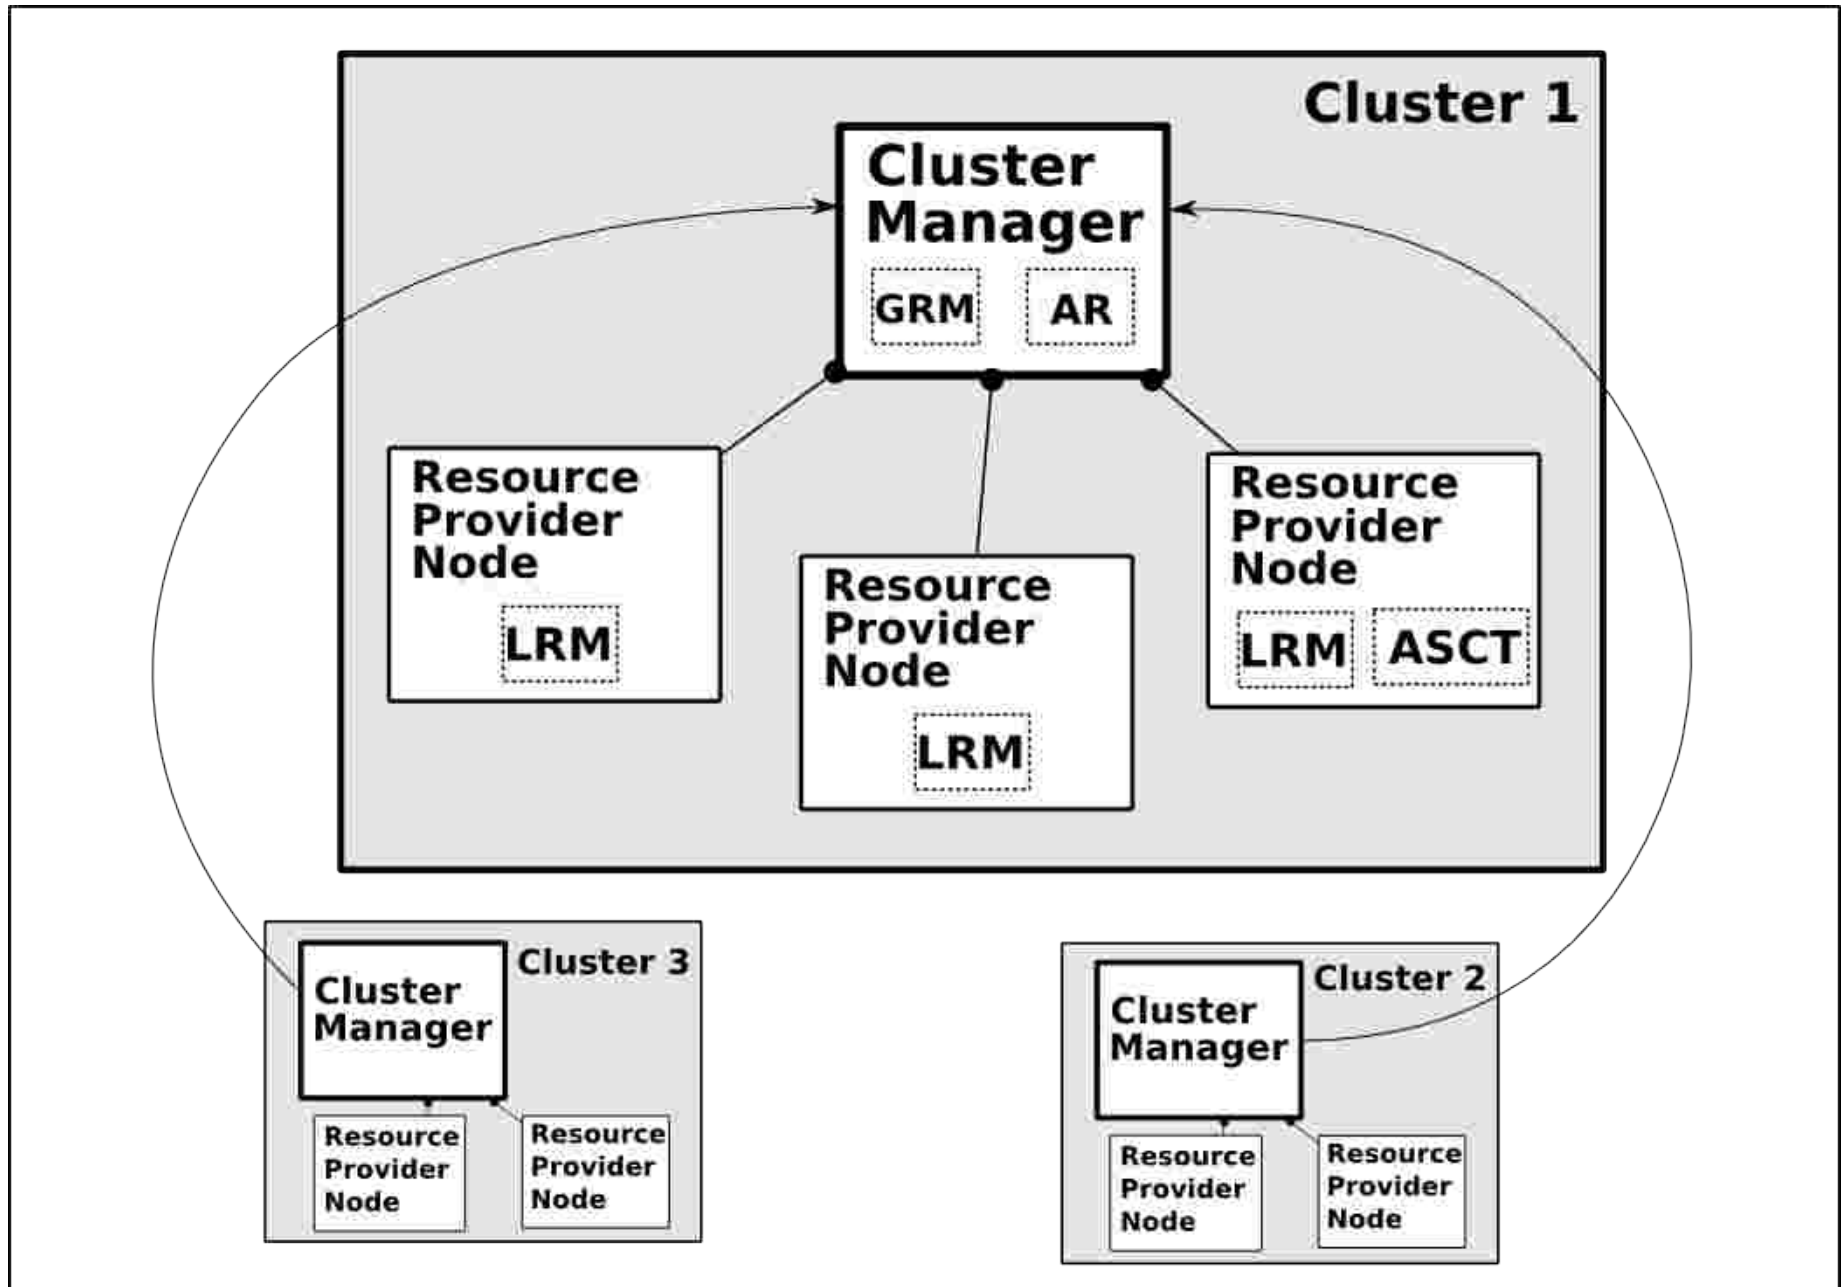 Cluster 1
Cluster
Manager
GRM
AR
Resource
Provider
Node
LRM
Resource
Provider
Node
LRM
Resource
Provider
Node
LRM
ASCT
Cluster 3
Cluster
Manager
Resource
Provider
Node
Resource
Provider
Node
Cluster 2
Cluster
Manager
Resource
Provider
Node
Resource
Provider
Node